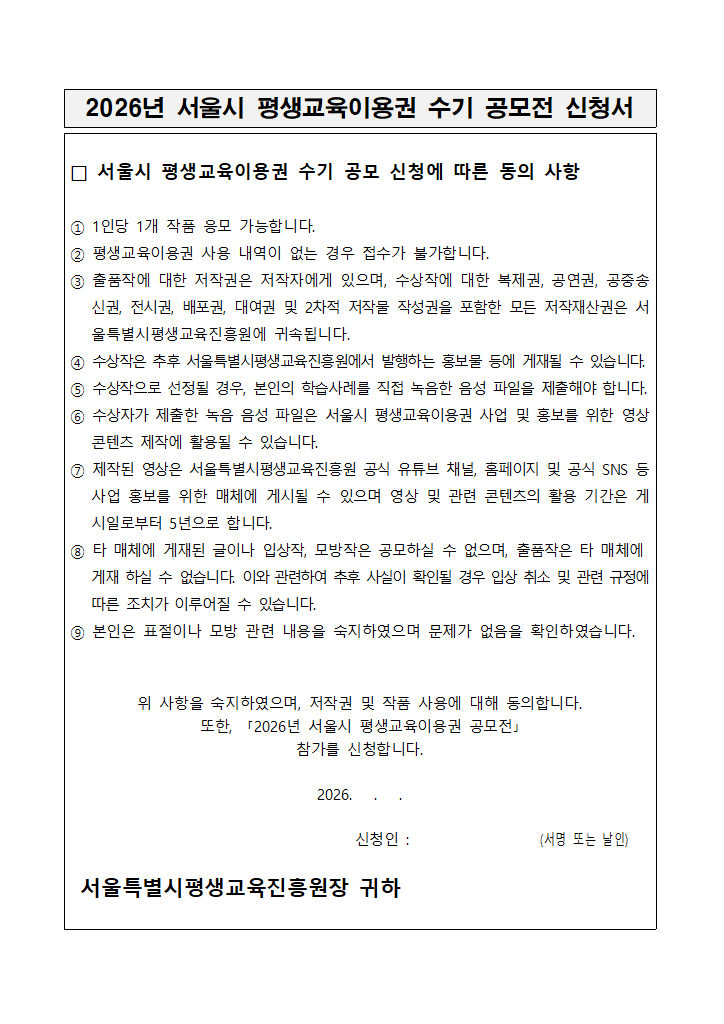 2026년 서울시 평생교육이용권 수기 공모전 신청서
□ 서울시 평생교육이용권 수기 공모 신청에 따른 동의 사항
① 1인당 1개 작품 응모 가능합니다.
② 평생교육이용권 사용 내역이 없는 경우 접수가 불가합니다.
③ 출품작에 대한 저작권은 저작자에게 있으며, 수상작에 대한 복제권, 공연권, 공중송
신권, 전시권, 배포권, 대여권 및 2차적 저작물 작성권을 포함한 모든 저작재산권은 서
울특별시평생교육진흥원에 귀속됩니다.
④ 수상작은 추후 서울특별시평생교육진흥원에서 발행하는 홍보물 등에 게재될 수 있습니다.
⑤ 수상작으로 선정될 경우, 본인의 학습사례를 직접 녹음한 음성 파일을 제출해야 합니다.
⑥ 수상자가 제출한 녹음 음성 파일은 서울시 평생교육이용권 사업 및 홍보를 위한 영상
콘텐츠 제작에 활용될 수 있습니다.
⑦ 제작된 영상은 서울특별시평생교육진흥원 공식 유튜브 채널, 홈페이지 및 공식 SNS 등
사업 홍보를 위한 매체에 게시될 수 있으며 영상 및 관련 콘텐츠의 활용 기간은 게
시일로부터 5년으로 합니다.
⑧ 타 매체에 게재된 글이나 입상작, 모방작은 공모하실 수 없으며, 출품작은 타 매체에
게재 하실 수 없습니다. 이와 관련하여 추후 사실이 확인될 경우 입상 취소 및 관련 규정에
따른 조치가 이루어질 수 있습니다.
⑨ 본인은 표절이나 모방 관련 내용을 숙지하였으며 문제가 없음을 확인하였습니다.
위 사항을 숙지하였으며, 저작권 및 작품 사용에 대해 동의합니다.
또한, 「2026년 서울시 평생교육이용권 공모전」
참가를 신청합니다.
2026. . .
신청인 : (서명 또는 날인)
서울특별시평생교육진흥원장 귀하